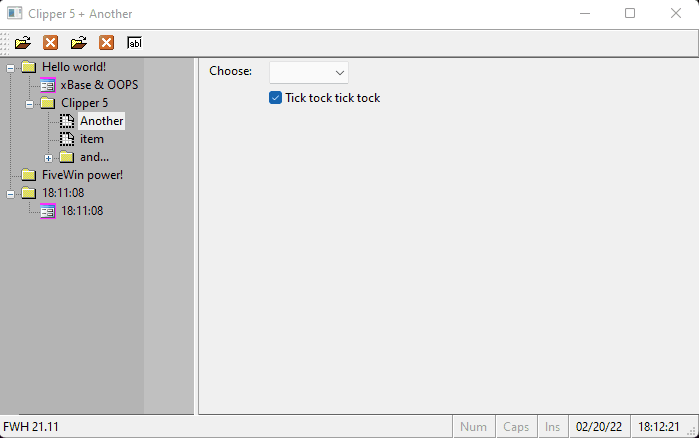 Clipper 5 + Another
ab
Hello world!
xBase & OOPS
Clipper 5
Another
item
and...
FiveWin power!
18:11:08
18:11:08
Choose:
Tick tock tick tock
FWH 21.11
Num
Caps
Ins
02/20/22
18:12:21